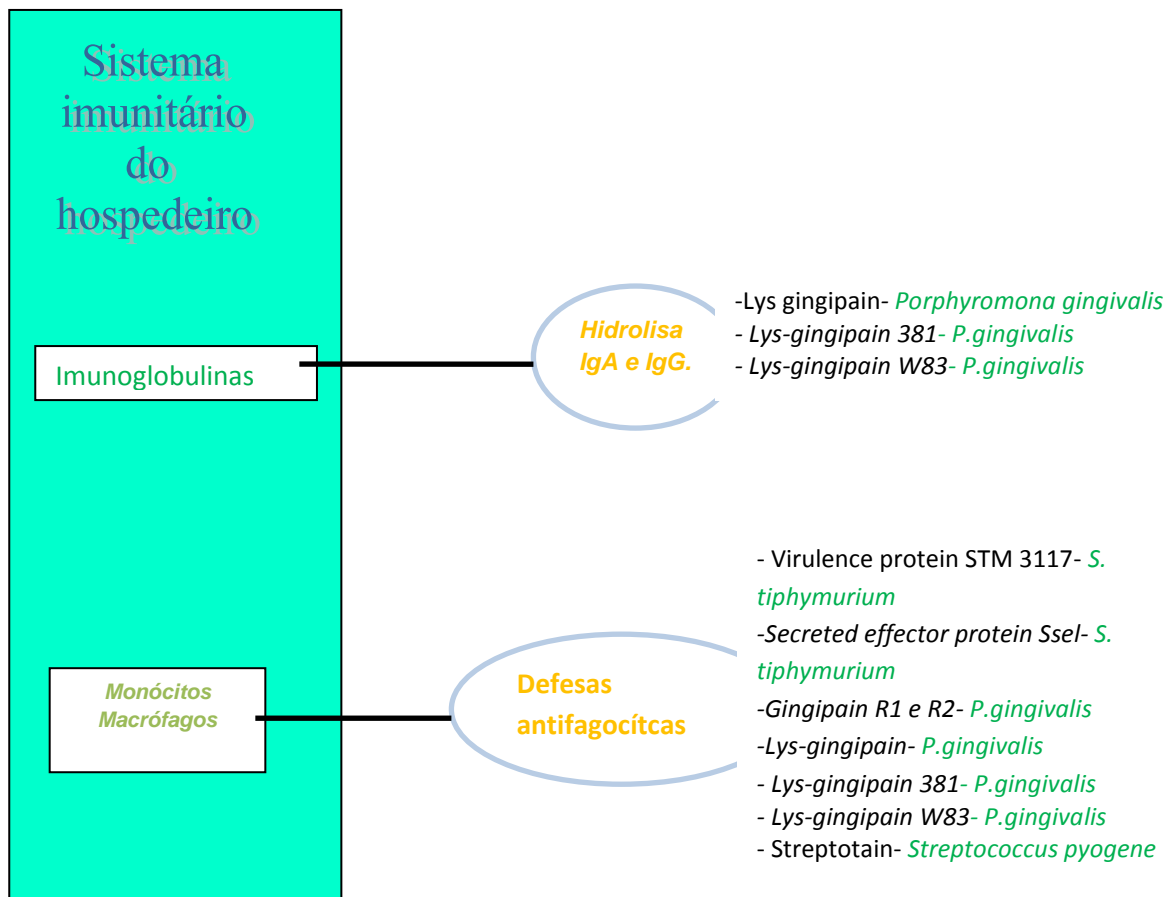 Sistema
imunitário
do
hospedeiro
Imunoglobulinas
Hidrolisa
IgA e IgG.
-Lys gingipain- Porphyromona gingivalis
- Lys-gingipain 381- P.gingivalis
- Lys-gingipain W83- P.gingivalis
Monócitos
Macrófagos
Defesas
antifagocítcas
- Virulence protein STM 3117- S.
tiphymurium
-Secreted effector protein Ssel- S.
tiphymurium
-Gingipain R1 e R2- P.gingivalis
-Lys-gingipain- P.gingivalis
- Lys-gingipain 381- P.gingivalis
- Lys-gingipain W83- P.gingivalis
- Streptotain- Streptococcus pyogene